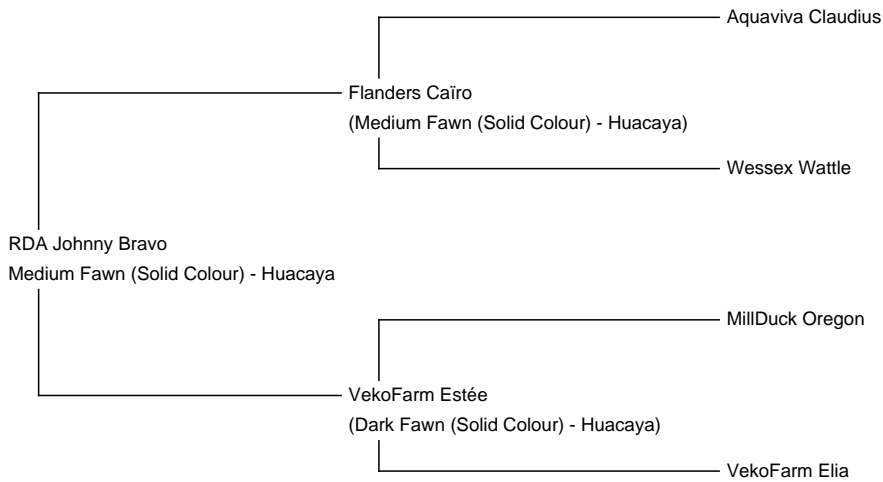 Aquaviva Claudius
Flanders Caïro
(Medium Fawn (Solid Colour) - Huacaya)
Wessex Wattle
RDA Johnny Bravo
Medium Fawn (Solid Colour) - Huacaya
MillDuck Oregon
VekoFarm Estée
(Dark Fawn (Solid Colour) - Huacaya)
VekoFarm Elia